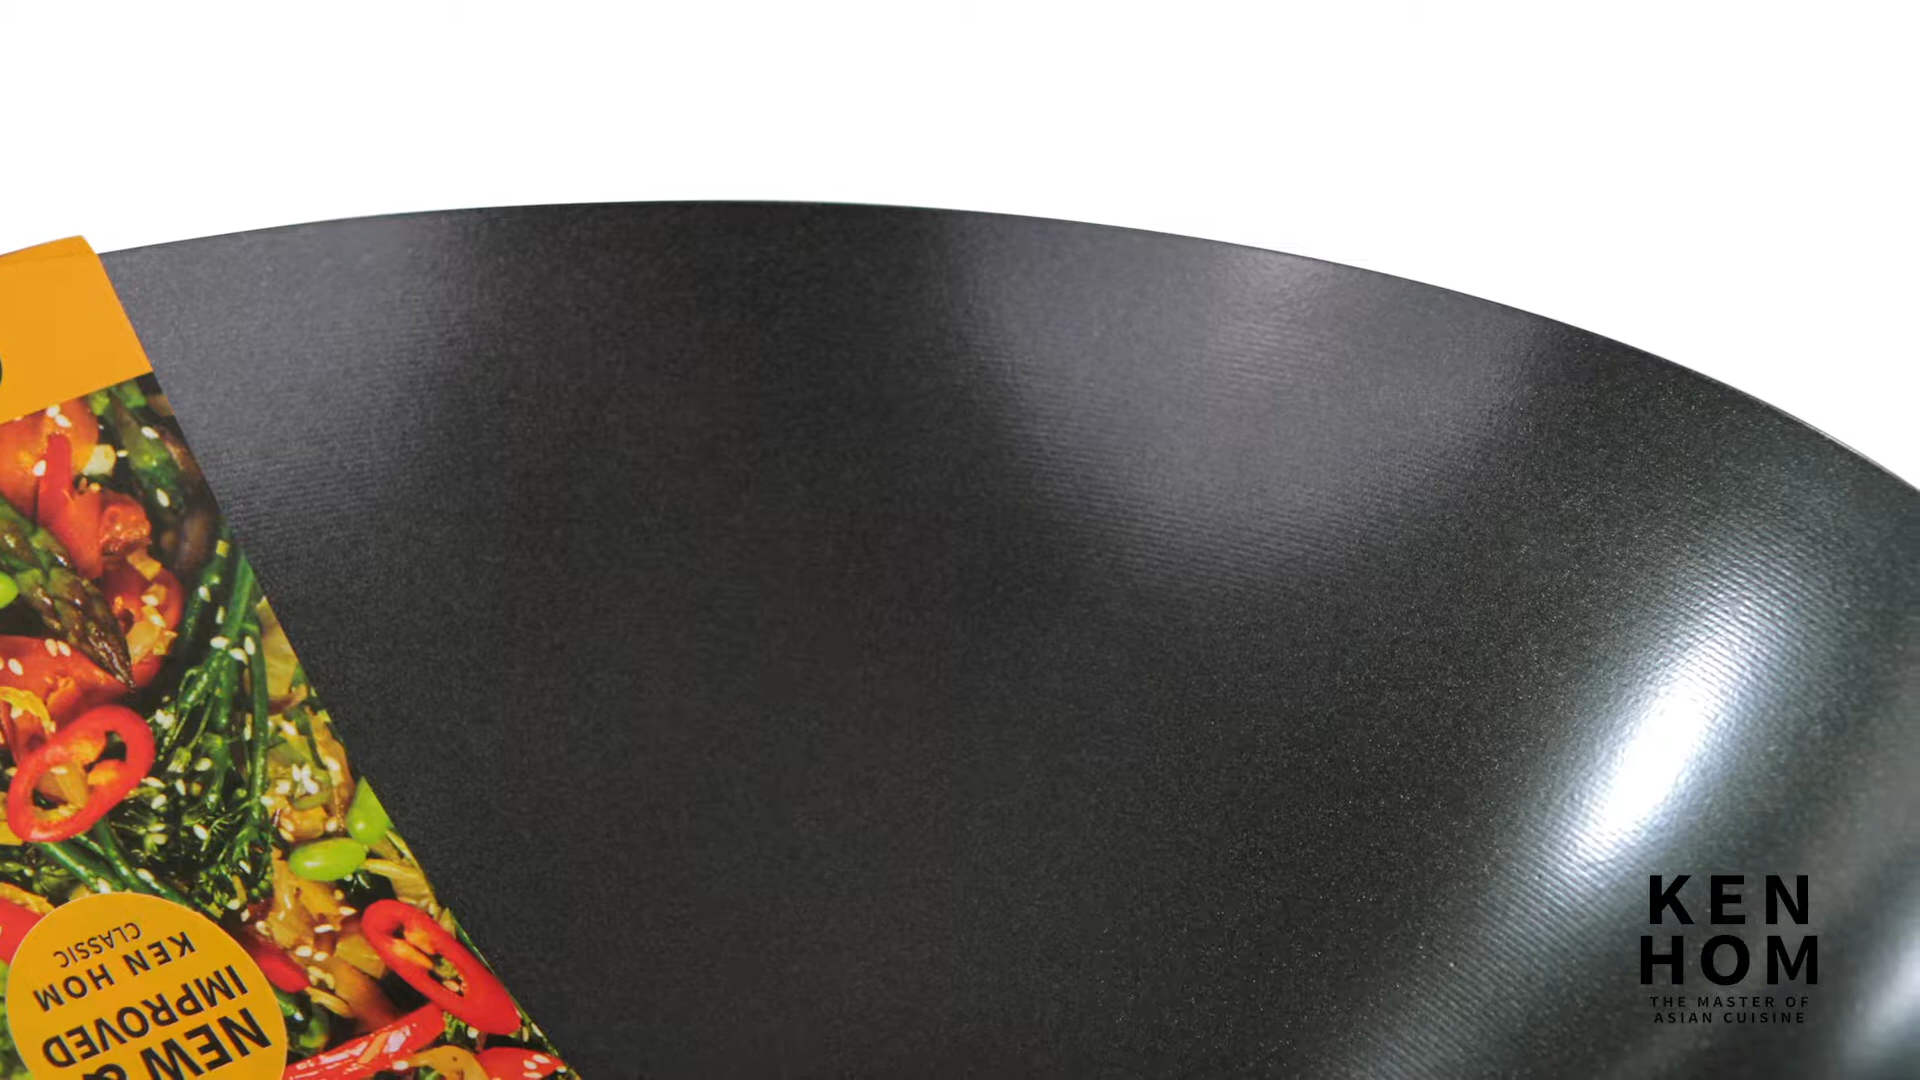 NEW &
IMPROVED
KEN HOM
CLASSIC
KEN
HOM
THE MASTER OF
ASIAN CUISINE